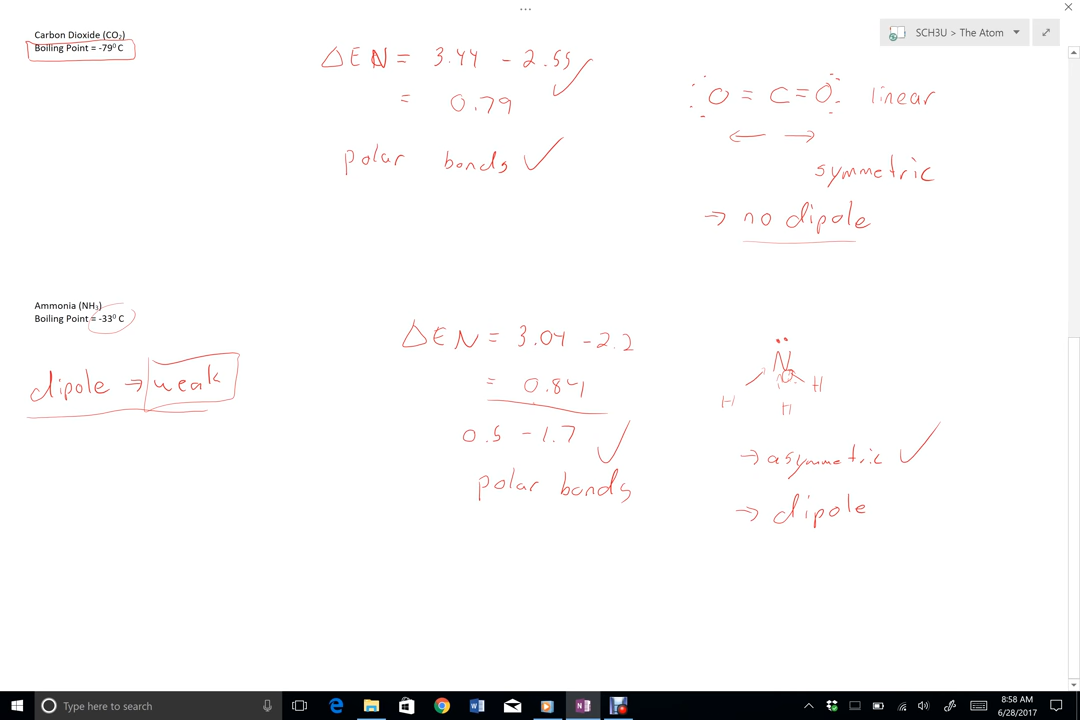 SCH3U > The Atom
Carbon Dioxide (CO₂)
Boiling Point = -79⁰ C
ΔEN = 3.44 - 2.55
= 0.79
polar bonds ✓
O = C = O linear
symmetric
→ no dipole
Ammonia (NH₃)
Boiling Point = -33⁰ C
dipole → weak
ΔEN = 3.04 - 2.2
= 0.84
0.5 - 1.7 ✓
polar bonds
N
H H H
→ asymmetric ✓
→ dipole
Type here to search
8:58 AM
6/28/2017